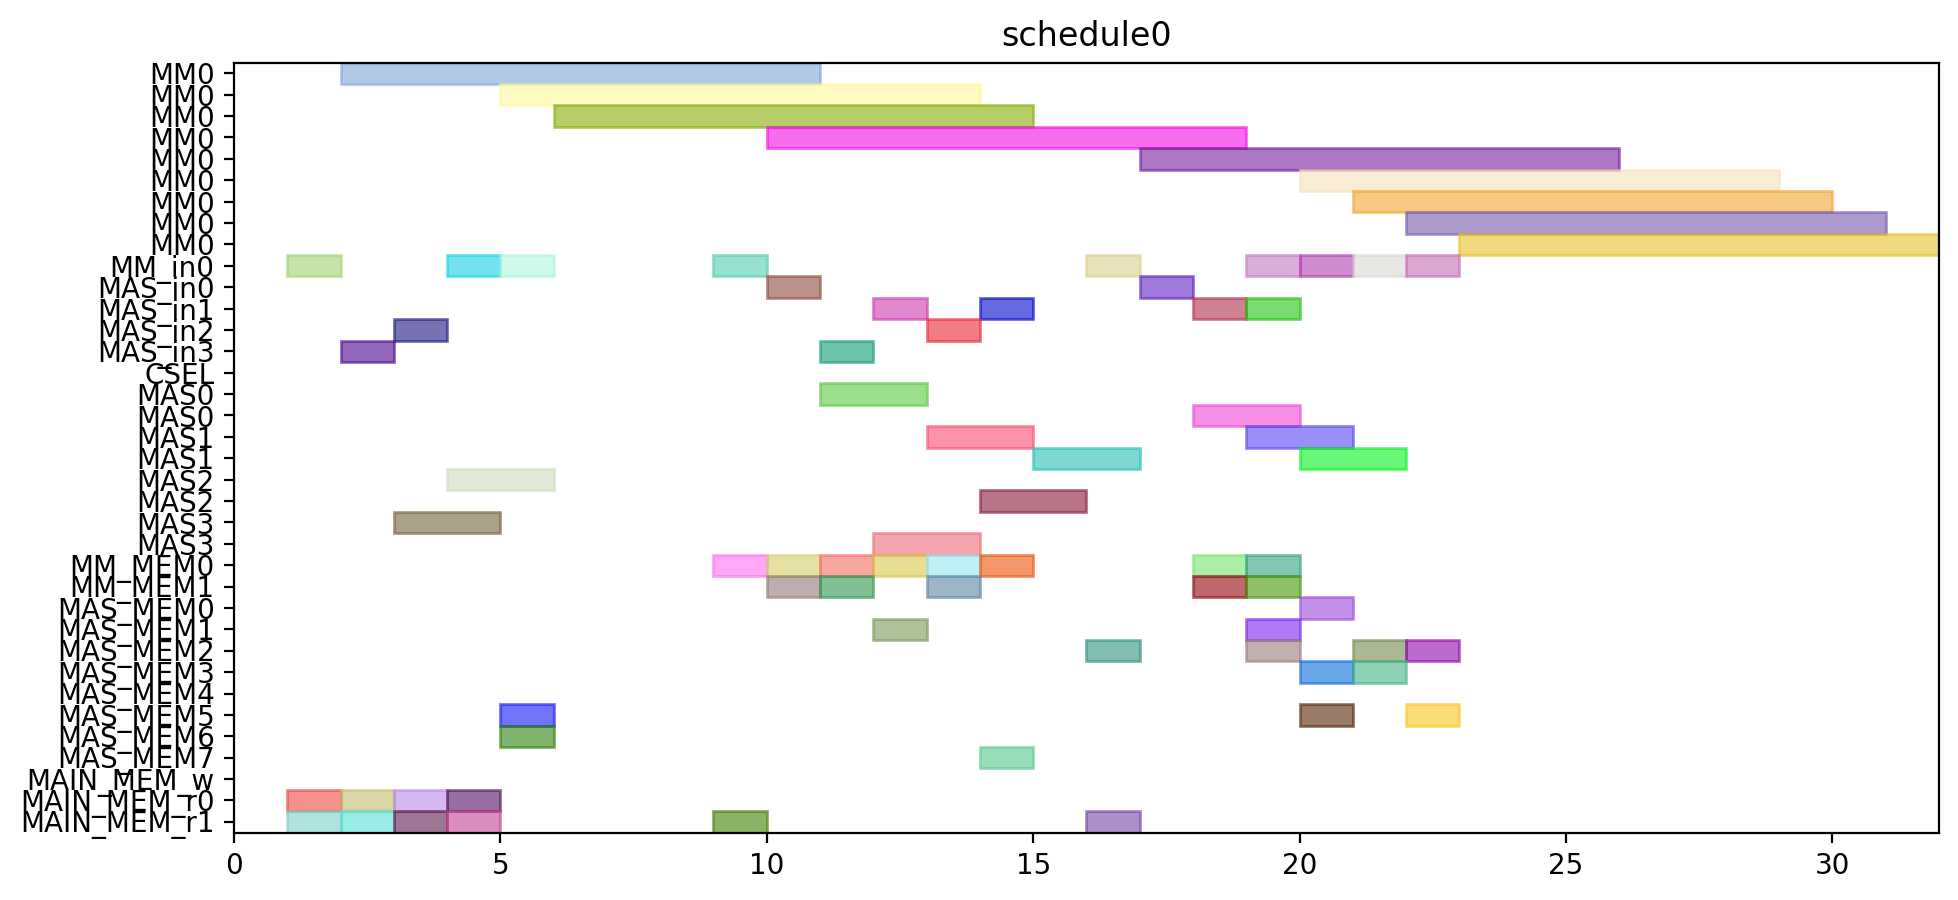 schedule0
MM0
MM0
MM0
MM0
MM0
MM0
MM0
MM0
MM0
MM_in0
MAS_in0
MAS_in1
MAS_in2
MAS_in3
CSEL
MAS0
MAS0
MAS1
MAS1
MAS2
MAS2
MAS3
MAS3
MM_MEM0
MM_MEM1
MAS_MEM0
MAS_MEM1
MAS_MEM2
MAS_MEM3
MAS_MEM4
MAS_MEM5
MAS_MEM6
MAS_MEM7
MAIN_MEM_w
MAIN_MEM_r0
MAIN_MEM_r1
0 5 10 15 20 25 30